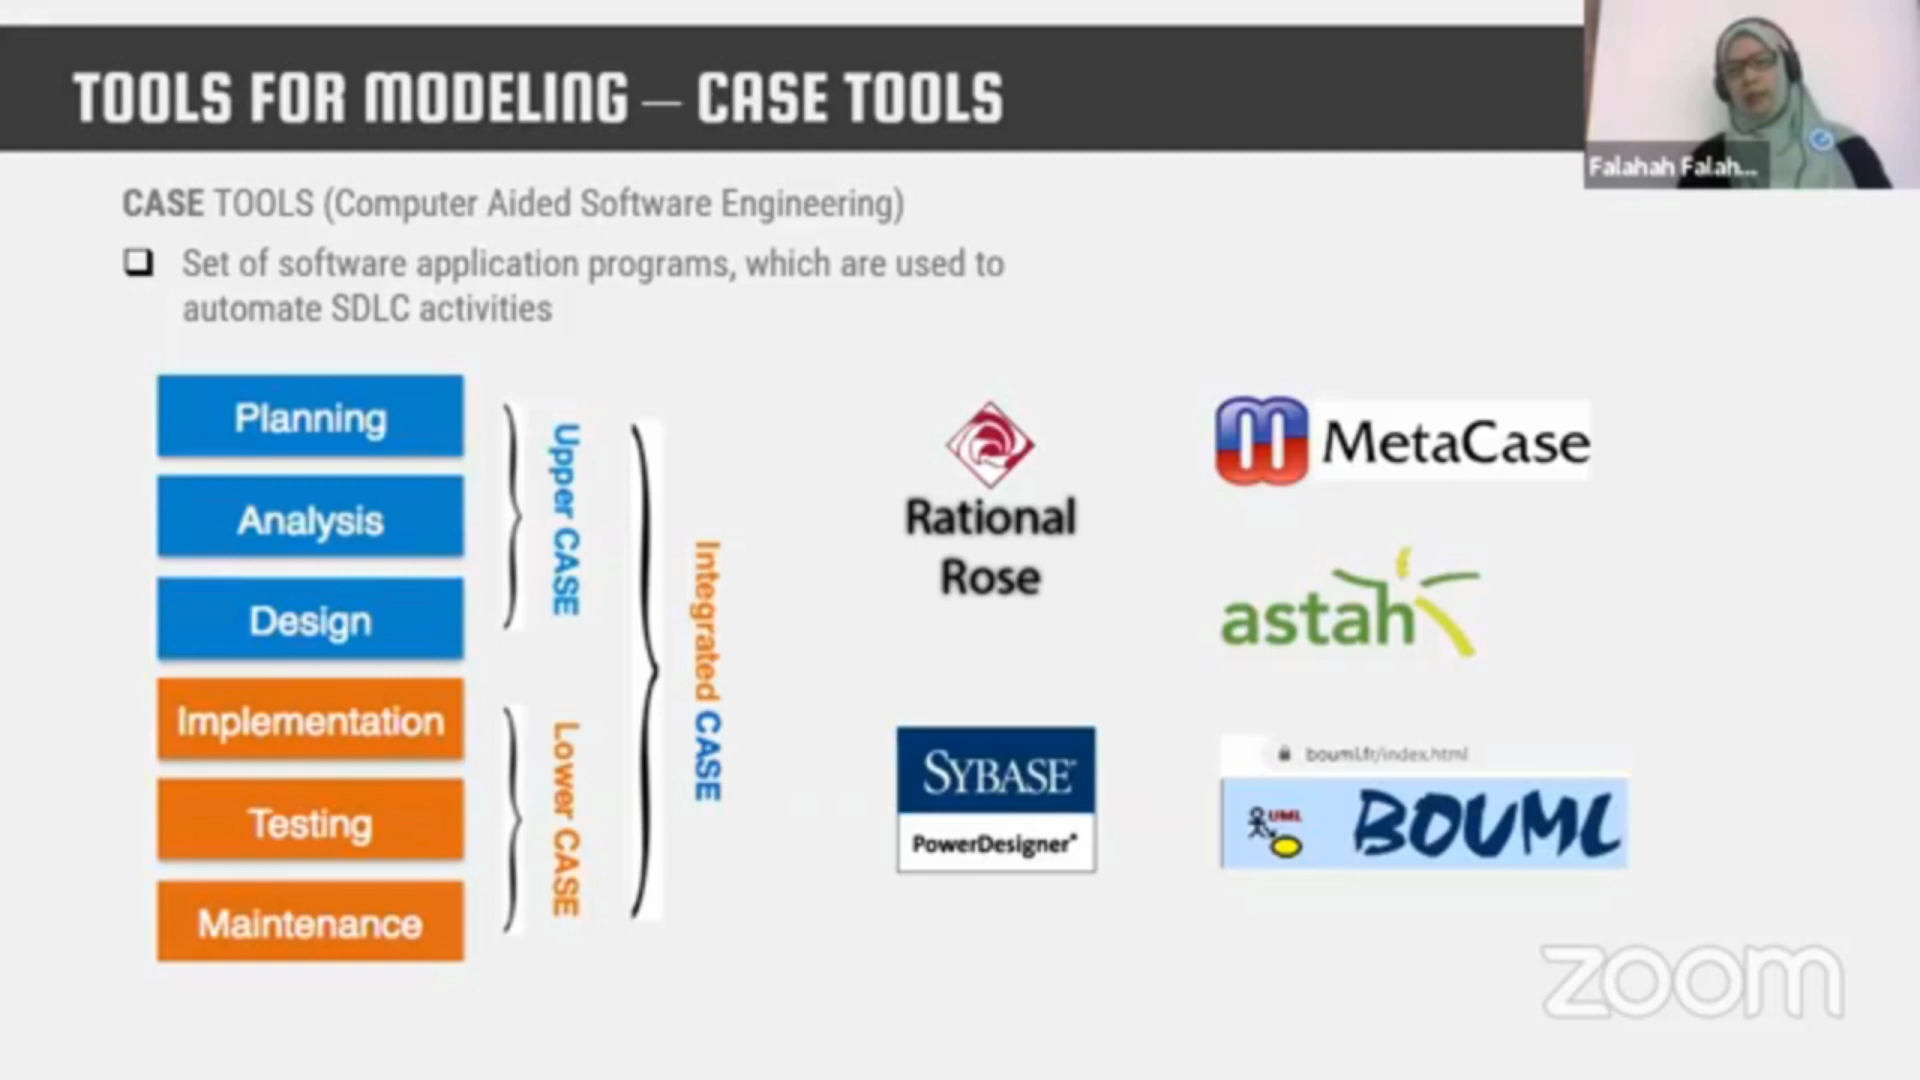 TOOLS FOR MODELING – CASE TOOLS
Falahah Falah...
CASE TOOLS (Computer Aided Software Engineering)
Set of software application programs, which are used to
automate SDLC activities
Planning
Analysis
Design
Implementation
Testing
Maintenance
Upper CASE
Lower CASE
Integrated CASE
Rational
Rose
MetaCase
astah
SYBASE
PowerDesigner
bouml.fr/index.html
UML
BOUML
zoom